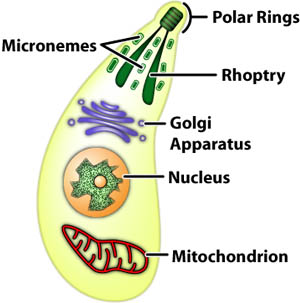 Polar Rings
Micronemes
Rhoptry
Golgi
Apparatus
Nucleus
Mitochondrion